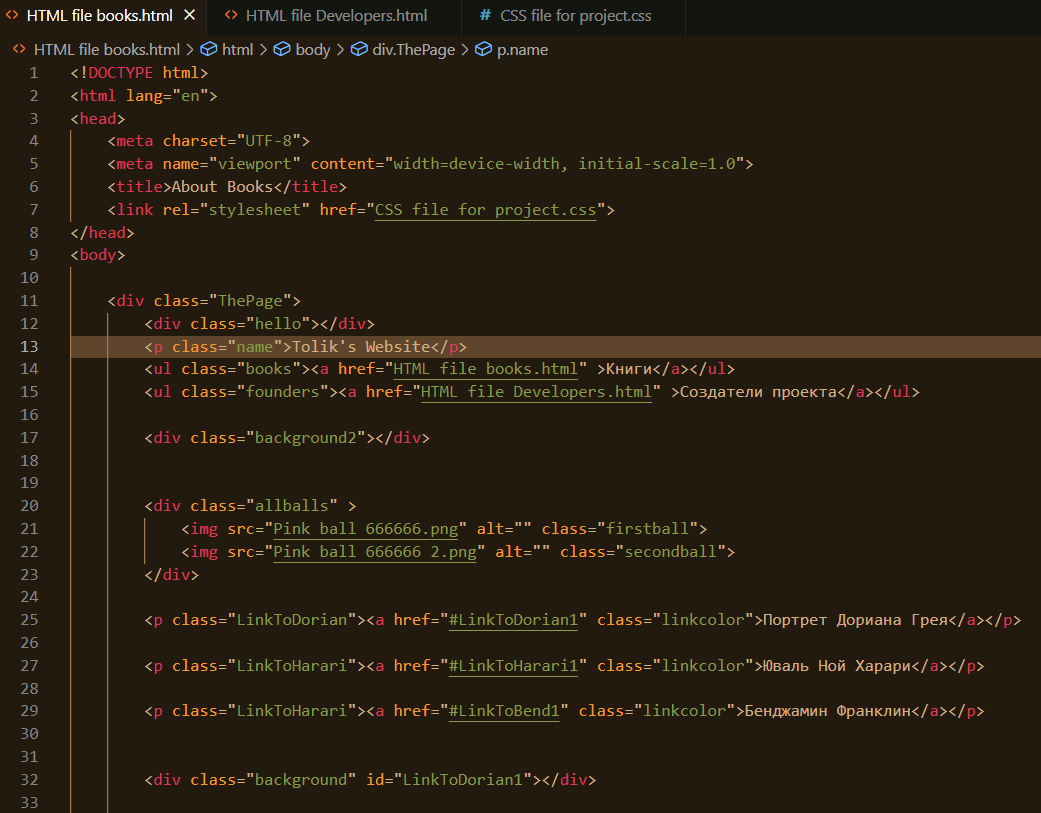 HTML file books.html HTML file Developers.html # CSS file for project.css
HTML file books.html > html > body > div.ThePage > p.name
1 <!DOCTYPE html>
2 <html lang="en">
3 <head>
4 <meta charset="UTF-8">
5 <meta name="viewport" content="width=device-width, initial-scale=1.0">
6 <title>About Books</title>
7 <link rel="stylesheet" href="CSS file for project.css">
8 </head>
9 <body>
10
11 <div class="ThePage">
12 <div class="hello"></div>
13 <p class="name">Tolik's Website</p>
14 <ul class="books"><a href="HTML file books.html" >Книги</a></ul>
15 <ul class="founders"><a href="HTML file Developers.html" >Создатели проекта</a></ul>
16
17 <div class="background2"></div>
18
19
20 <div class="allballs" >
21 <img src="Pink ball 666666.png" alt="" class="firstball">
22 <img src="Pink ball 666666 2.png" alt="" class="secondball">
23 </div>
24
25 <p class="LinkToDorian"><a href="#LinkToDorian1" class="linkcolor">Портрет Дориана Грея</a></p>
26
27 <p class="LinkToHarari"><a href="#LinkToHarari1" class="linkcolor">Юваль Ной Харари</a></p>
28
29 <p class="LinkToHarari"><a href="#LinkToBend1" class="linkcolor">Бенджамин Франклин</a></p>
30
31
32 <div class="background" id="LinkToDorian1"></div>
33